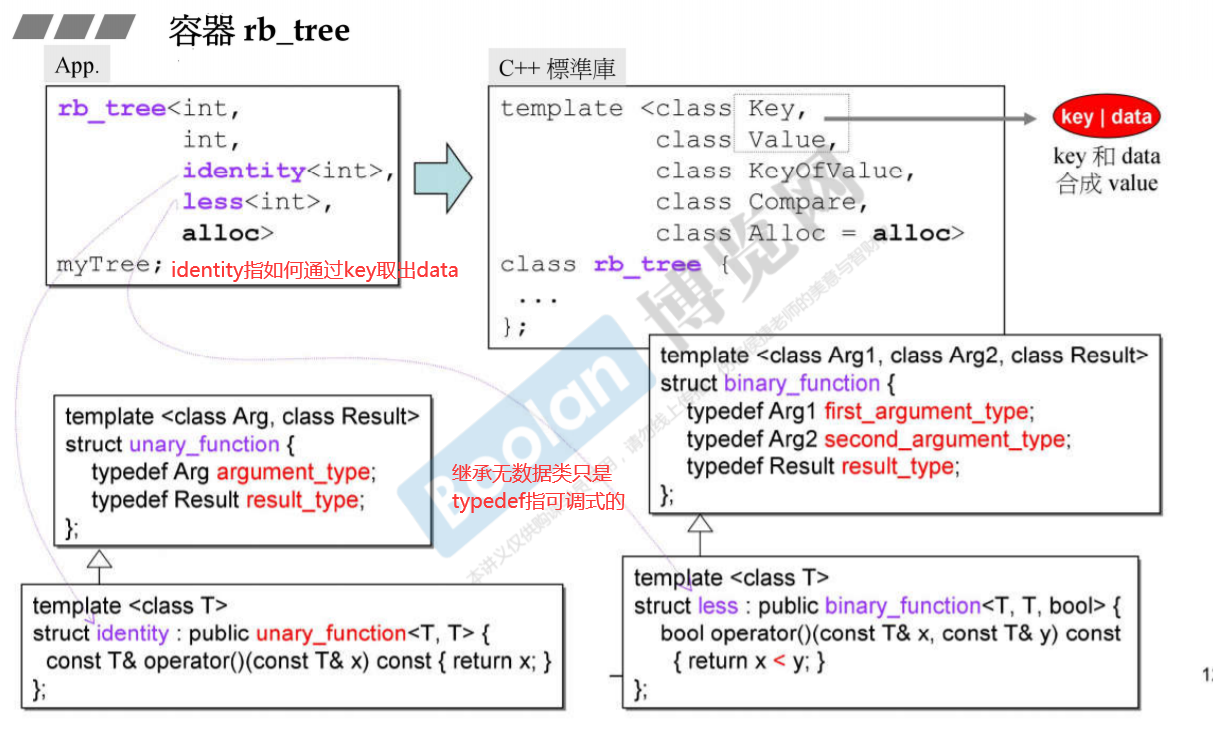 容器 rb_tree
App.
rb_tree<int,
int,
identity<int>,
less<int>,
alloc>
myTree;
identity指如何通过key取出data
C++ 標準庫
template <class Key,
class Value,
class KeyOfValue,
class Compare,
class Alloc = alloc>
class rb_tree {
...
};
key | data
key 和 data
合成 value
template <class Arg1, class Arg2, class Result>
struct binary_function {
typedef Arg1 first_argument_type;
typedef Arg2 second_argument_type;
typedef Result result_type;
};
template <class Arg, class Result>
struct unary_function {
typedef Arg argument_type;
typedef Result result_type;
};
继承无数据类只是
typedef指可调式的
template <class T>
struct identity : public unary_function<T, T> {
const T& operator()(const T& x) const { return x; }
};
template <class T>
struct less : public binary_function<T, T, bool> {
bool operator()(const T& x, const T& y) const
{ return x < y; }
};
Boolan
博览网